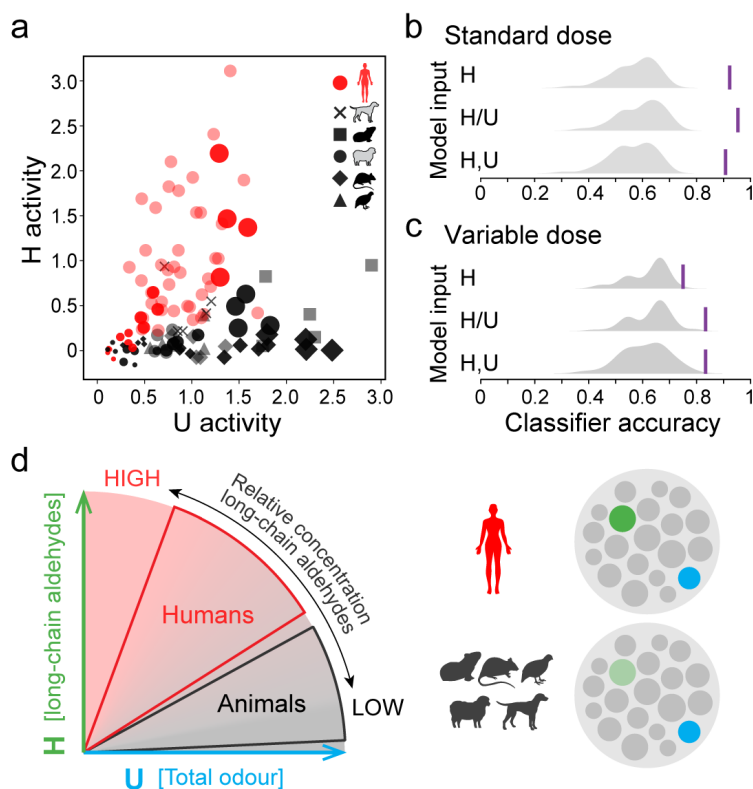 a
H activity
3.0
2.5
2.0
1.5
1.0
0.5
0
0
0.5
1.0
1.5
2.0
2.5
3.0
U activity
b
Standard dose
Model input
H
H/U
H,U
0
0.2
0.4
0.6
0.8
1
c
Variable dose
Model input
H
H/U
H,U
0
0.2
0.4
0.6
0.8
1
Classifier accuracy
d
HIGH
Relative concentration
long-chain aldehydes
H [long-chain aldehydes]
Humans
Animals
LOW
U [Total odour]